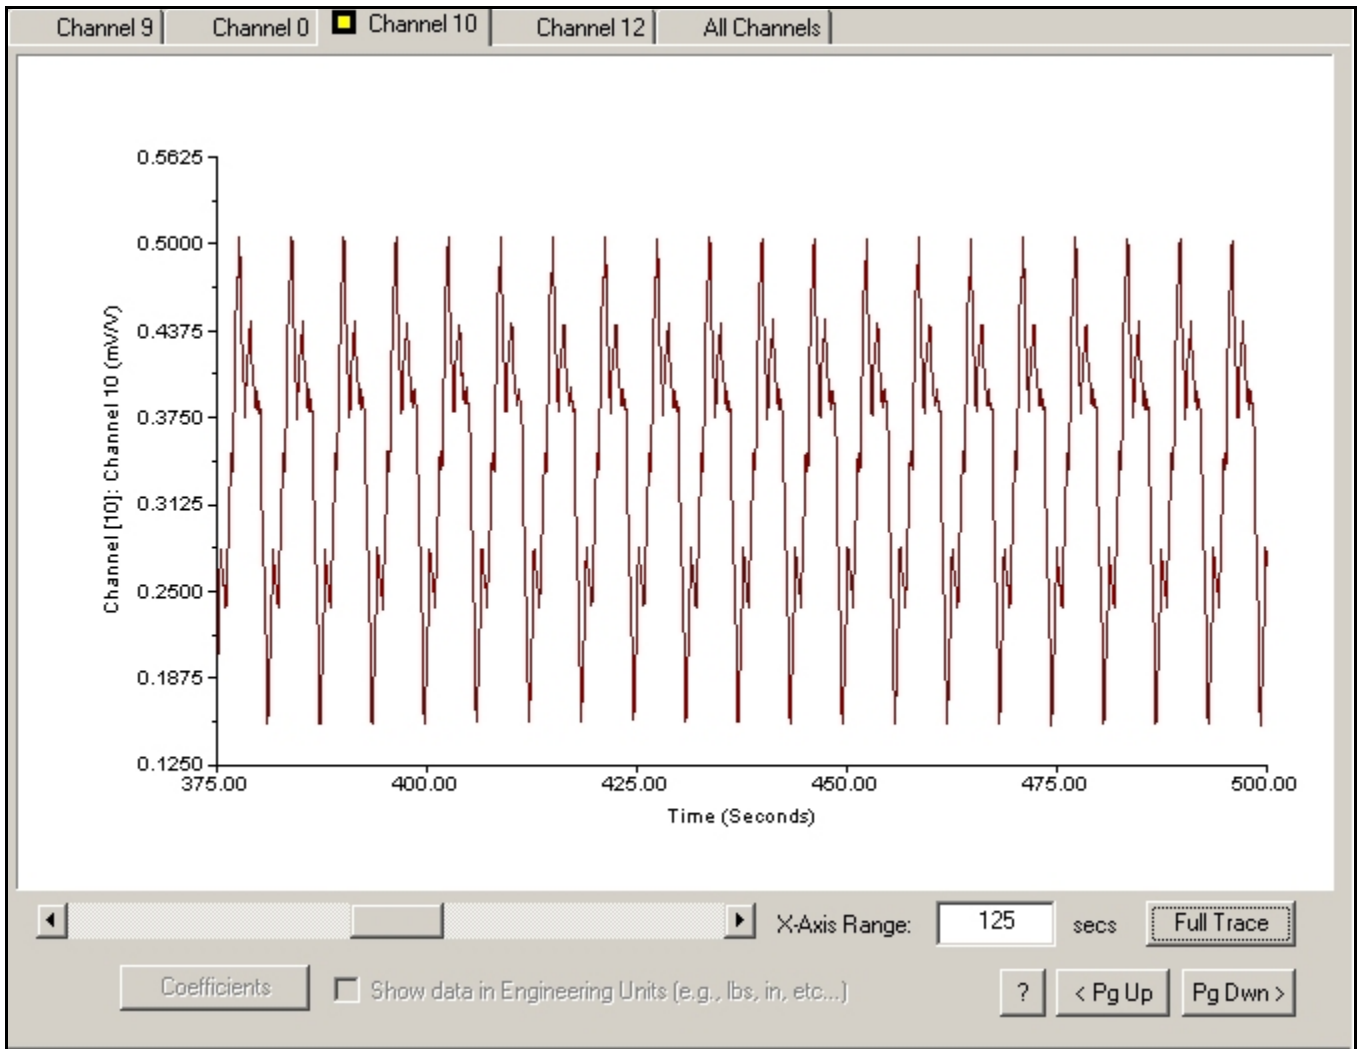 Channel 9 Channel 0 Channel 10 Channel 12 All Channels
0.5625
0.5000
0.4375
0.3750
0.3125
0.2500
0.1875
0.1250
Channel [10]: Channel 10 (mV/V)
375.00 400.00 425.00 450.00 475.00 500.00
Time (Seconds)
X-Axis Range: 125 secs Full Trace
Coefficients Show data in Engineering Units (e.g., lbs, in, etc...) ? < Pg Up Pg Dwn >